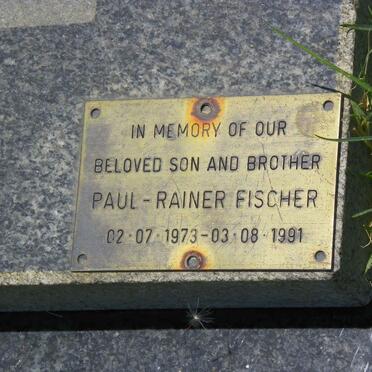 IN MEMORY OF OUR
BELOVED SON AND BROTHER
PAUL-RAINER FISCHER
02·07·1973-03·08·1991